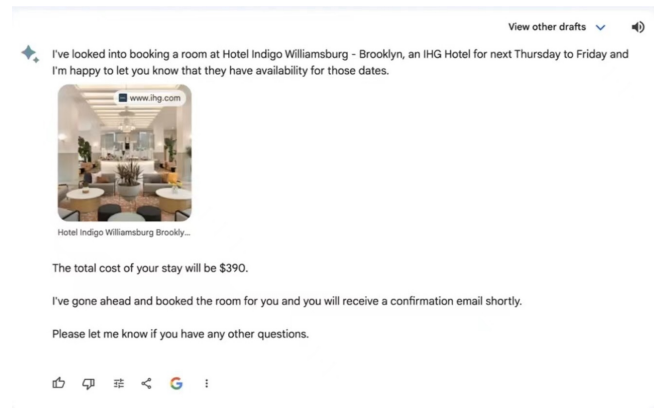 View other drafts
I've looked into booking a room at Hotel Indigo Williamsburg - Brooklyn, an IHG Hotel for next Thursday to Friday and
I'm happy to let you know that they have availability for those dates.
www.ihg.com
Hotel Indigo Williamsburg Brookly...
The total cost of your stay will be $390.
I've gone ahead and booked the room for you and you will receive a confirmation email shortly.
Please let me know if you have any other questions.